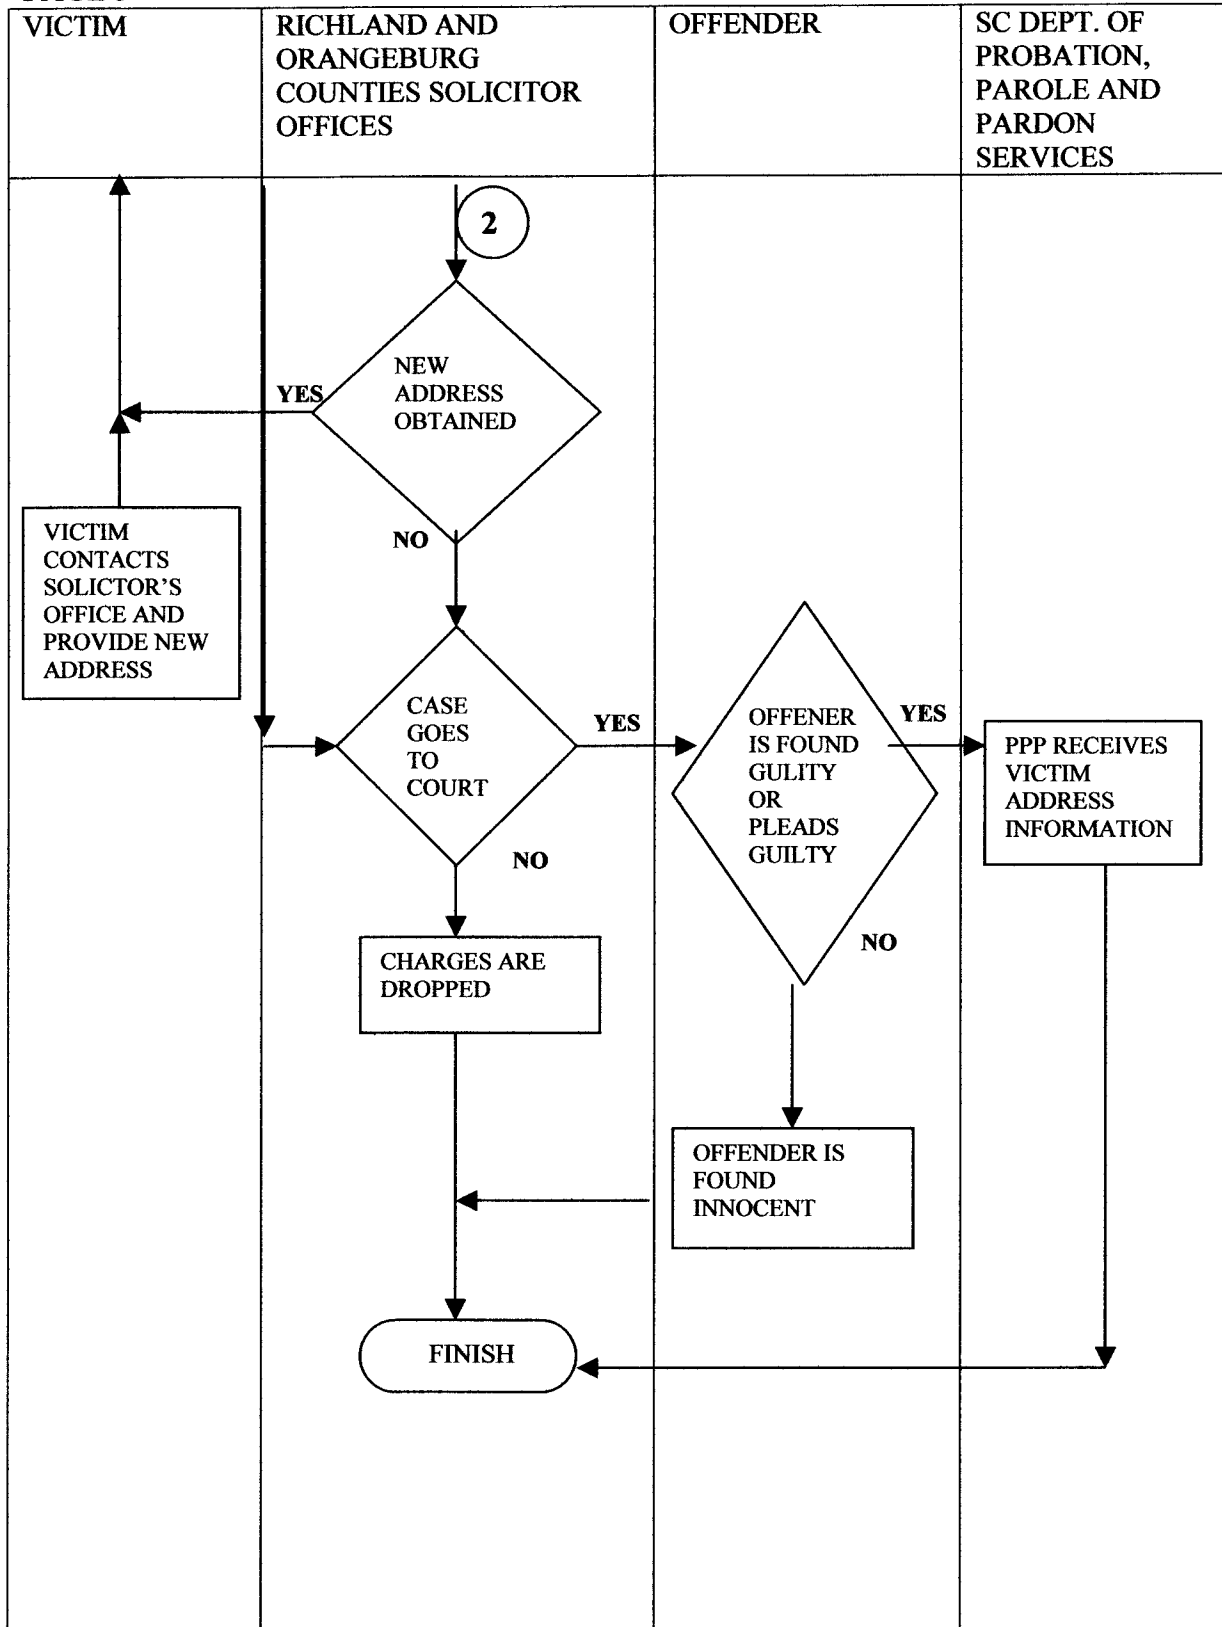 VICTIM
RICHLAND AND
ORANGEBURG
COUNTIES SOLICITOR
OFFICES
OFFENDER
SC DEPT. OF
PROBATION,
PAROLE AND
PARDON
SERVICES
2
NEW
ADDRESS
OBTAINED
YES
NO
VICTIM
CONTACTS
SOLICTOR'S
OFFICE AND
PROVIDE NEW
ADDRESS
CASE
GOES
TO
COURT
YES
NO
OFFENER
IS FOUND
GULITY
OR
PLEADS
GUILTY
YES
NO
PPP RECEIVES
VICTIM
ADDRESS
INFORMATION
CHARGES ARE
DROPPED
OFFENDER IS
FOUND
INNOCENT
FINISH